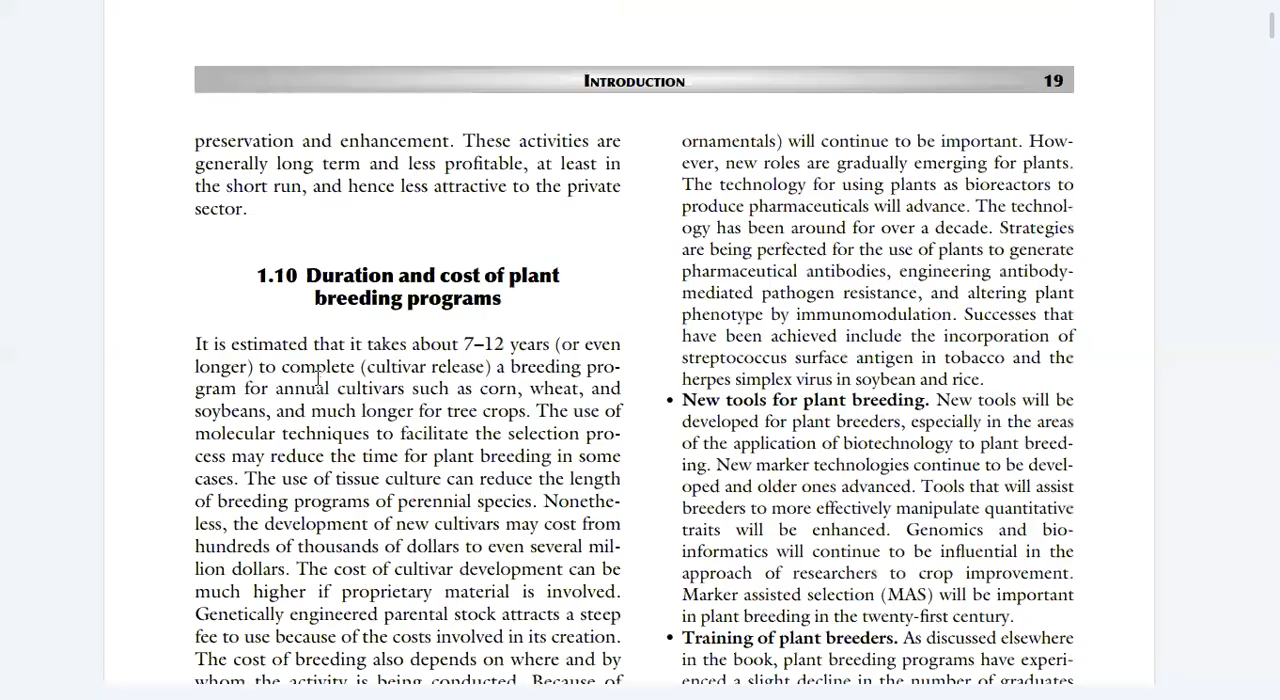 INTRODUCTION 19
preservation and enhancement. These activities are
generally long term and less profitable, at least in
the short run, and hence less attractive to the private
sector.
1.10 Duration and cost of plant
breeding programs
It is estimated that it takes about 7–12 years (or even
longer) to complete (cultivar release) a breeding pro-
gram for annual cultivars such as corn, wheat, and
soybeans, and much longer for tree crops. The use of
molecular techniques to facilitate the selection pro-
cess may reduce the time for plant breeding in some
cases. The use of tissue culture can reduce the length
of breeding programs of perennial species. Nonethe-
less, the development of new cultivars may cost from
hundreds of thousands of dollars to even several mil-
lion dollars. The cost of cultivar development can be
much higher if proprietary material is involved.
Genetically engineered parental stock attracts a steep
fee to use because of the costs involved in its creation.
The cost of breeding also depends on where and by
whom the activity is being conducted. Because of
ornamentals) will continue to be important. How-
ever, new roles are gradually emerging for plants.
The technology for using plants as bioreactors to
produce pharmaceuticals will advance. The technol-
ogy has been around for over a decade. Strategies
are being perfected for the use of plants to generate
pharmaceutical antibodies, engineering antibody-
mediated pathogen resistance, and altering plant
phenotype by immunomodulation. Successes that
have been achieved include the incorporation of
streptococcus surface antigen in tobacco and the
herpes simplex virus in soybean and rice.
• New tools for plant breeding. New tools will be
developed for plant breeders, especially in the areas
of the application of biotechnology to plant breed-
ing. New marker technologies continue to be devel-
oped and older ones advanced. Tools that will assist
breeders to more effectively manipulate quantitative
traits will be enhanced. Genomics and bio-
informatics will continue to be influential in the
approach of researchers to crop improvement.
Marker assisted selection (MAS) will be important
in plant breeding in the twenty-first century.
• Training of plant breeders. As discussed elsewhere
in the book, plant breeding programs have experi-
enced a slight decline in the number of graduates